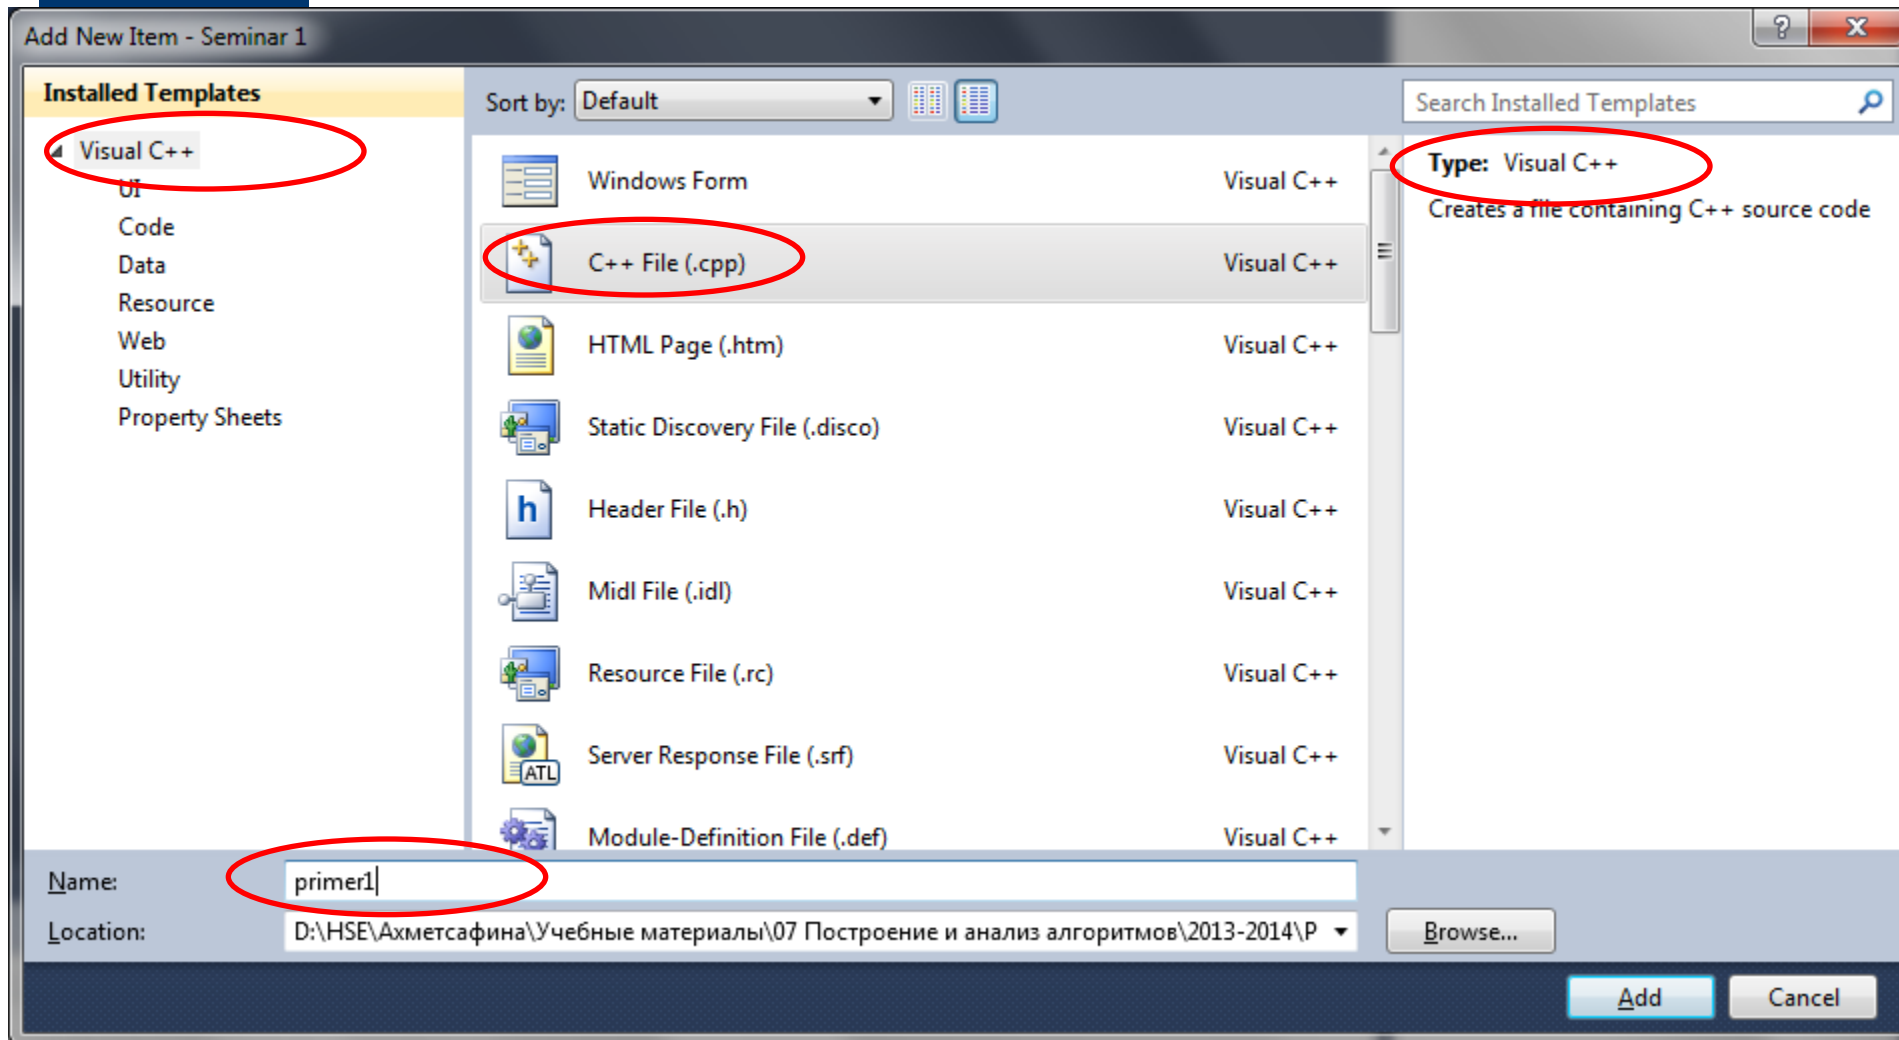 Add New Item - Seminar 1
Installed Templates
Sort by: Default
Search Installed Templates
Visual C++
UI
Code
Data
Resource
Web
Utility
Property Sheets
Windows Form Visual C++
C++ File (.cpp) Visual C++
HTML Page (.htm) Visual C++
Static Discovery File (.disco) Visual C++
h
Header File (.h) Visual C++
Midl File (.idl) Visual C++
Resource File (.rc) Visual C++
ATL
Server Response File (.srf) Visual C++
Module-Definition File (.def) Visual C++
Type: Visual C++
Creates a file containing C++ source code
Name: primer1
Location: D:\HSE\Ахметсафина\Учебные материалы\07 Построение и анализ алгоритмов\2013-2014\P
Browse...
Add Cancel